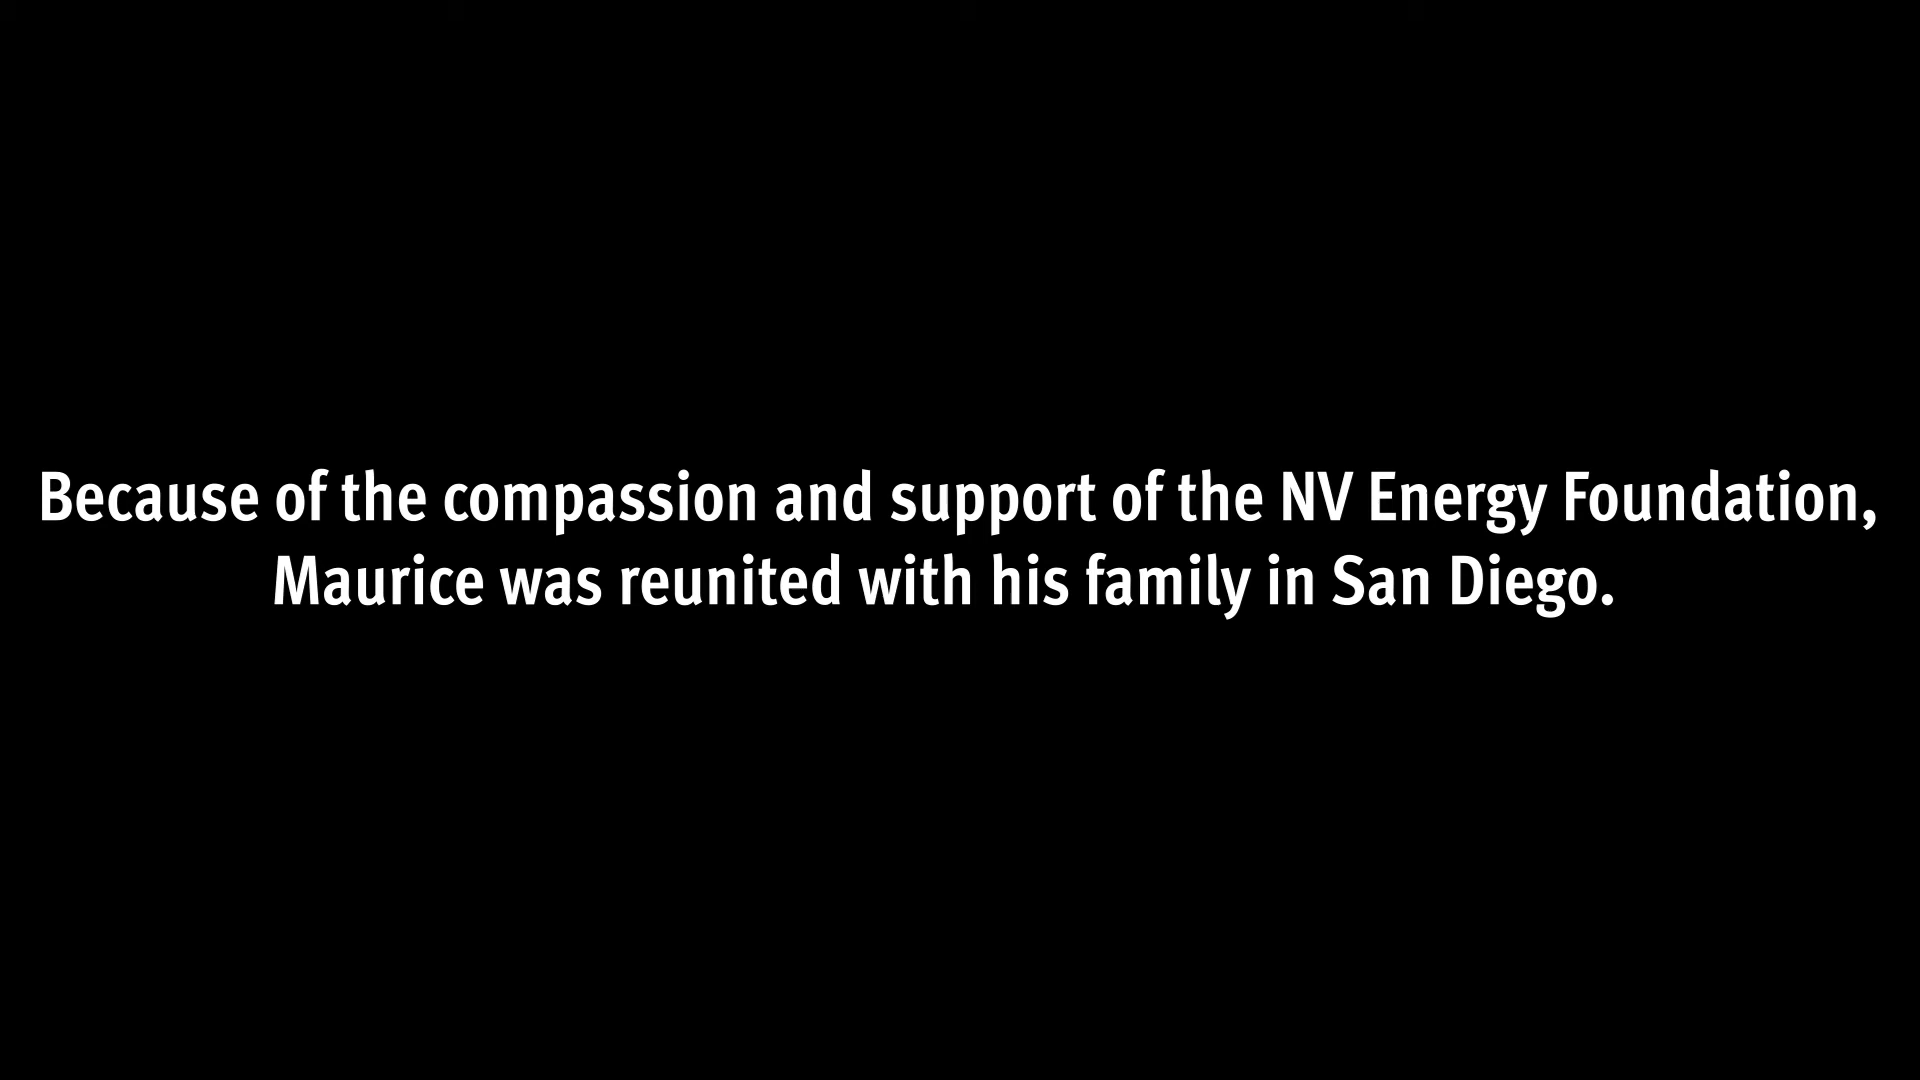 Because of the compassion and support of the NV Energy Foundation,
Maurice was reunited with his family in San Diego.